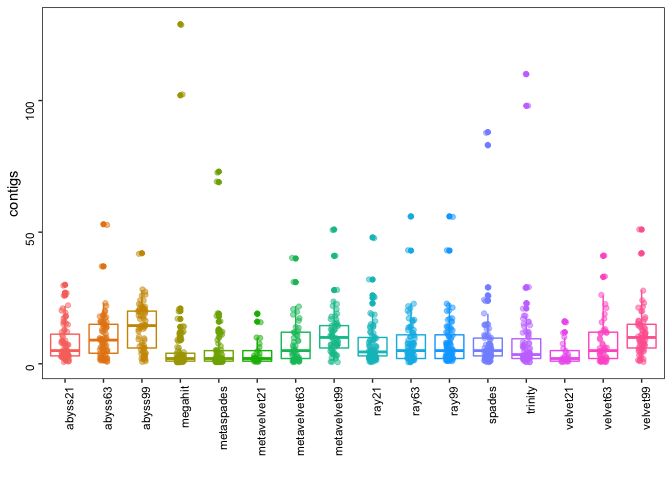 contigs
100
50
0
abyss21
abyss63
abyss99
megahit
metaspades
metavelvet21
metavelvet63
metavelvet99
ray21
ray63
ray99
spades
trinity
velvet21
velvet63
velvet99